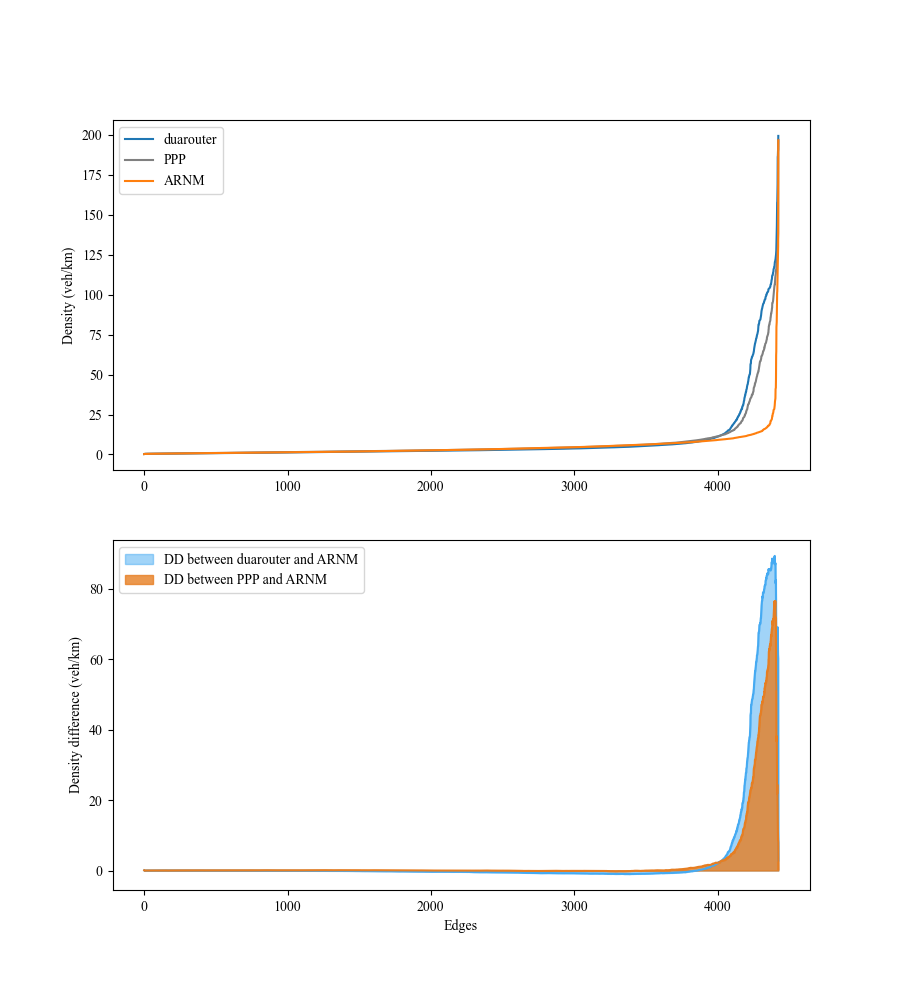 200
175
150
125
100
75
50
25
0
Density (veh/km)
duarouter
PPP
ARNM
0 1000 2000 3000 4000
80
60
40
20
0
Density difference (veh/km)
DD between duarouter and ARNM
DD between PPP and ARNM
0 1000 2000 3000 4000
Edges